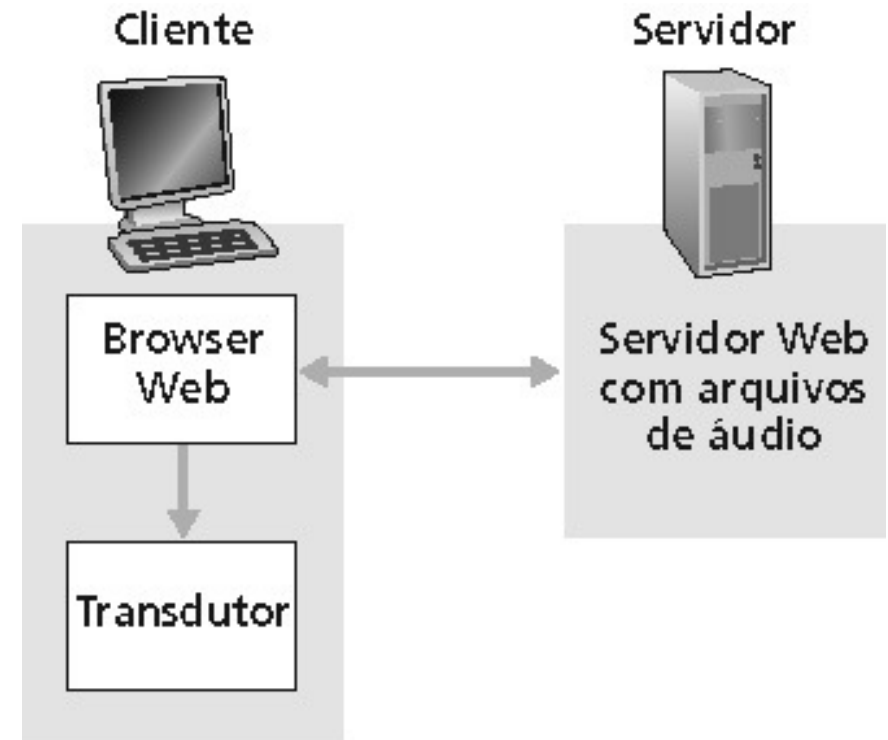 Cliente
Servidor
Browser
Web
Servidor Web
com arquivos
de áudio
Transdutor